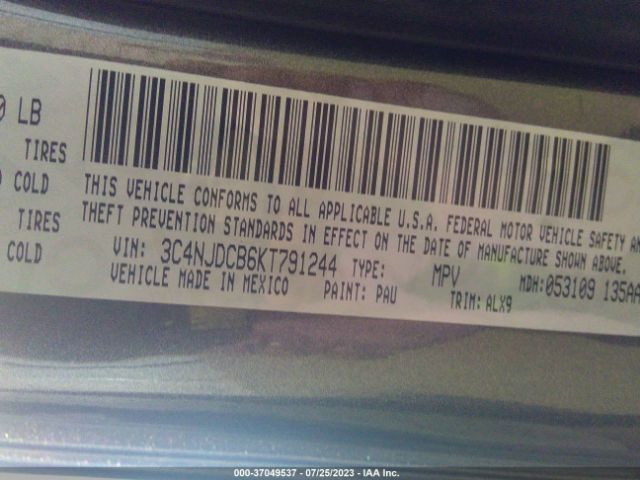 LB
TIRES
COLD
TIRES
COLD
THIS VEHICLE CONFORMS TO ALL APPLICABLE U.S.A. FEDERAL MOTOR VEHICLE SAFETY
THEFT PREVENTION STANDARDS IN EFFECT ON THE DATE OF MANUFACTURE SHOWN ABOVE.
VIN: 3C4NJDCB6KT791244 TYPE: MPV MDH:053109 135AA
VEHICLE MADE IN MEXICO PAINT: PAU TRIM: ALX9
000-37049537 - 07/25/2023 - IAA Inc.